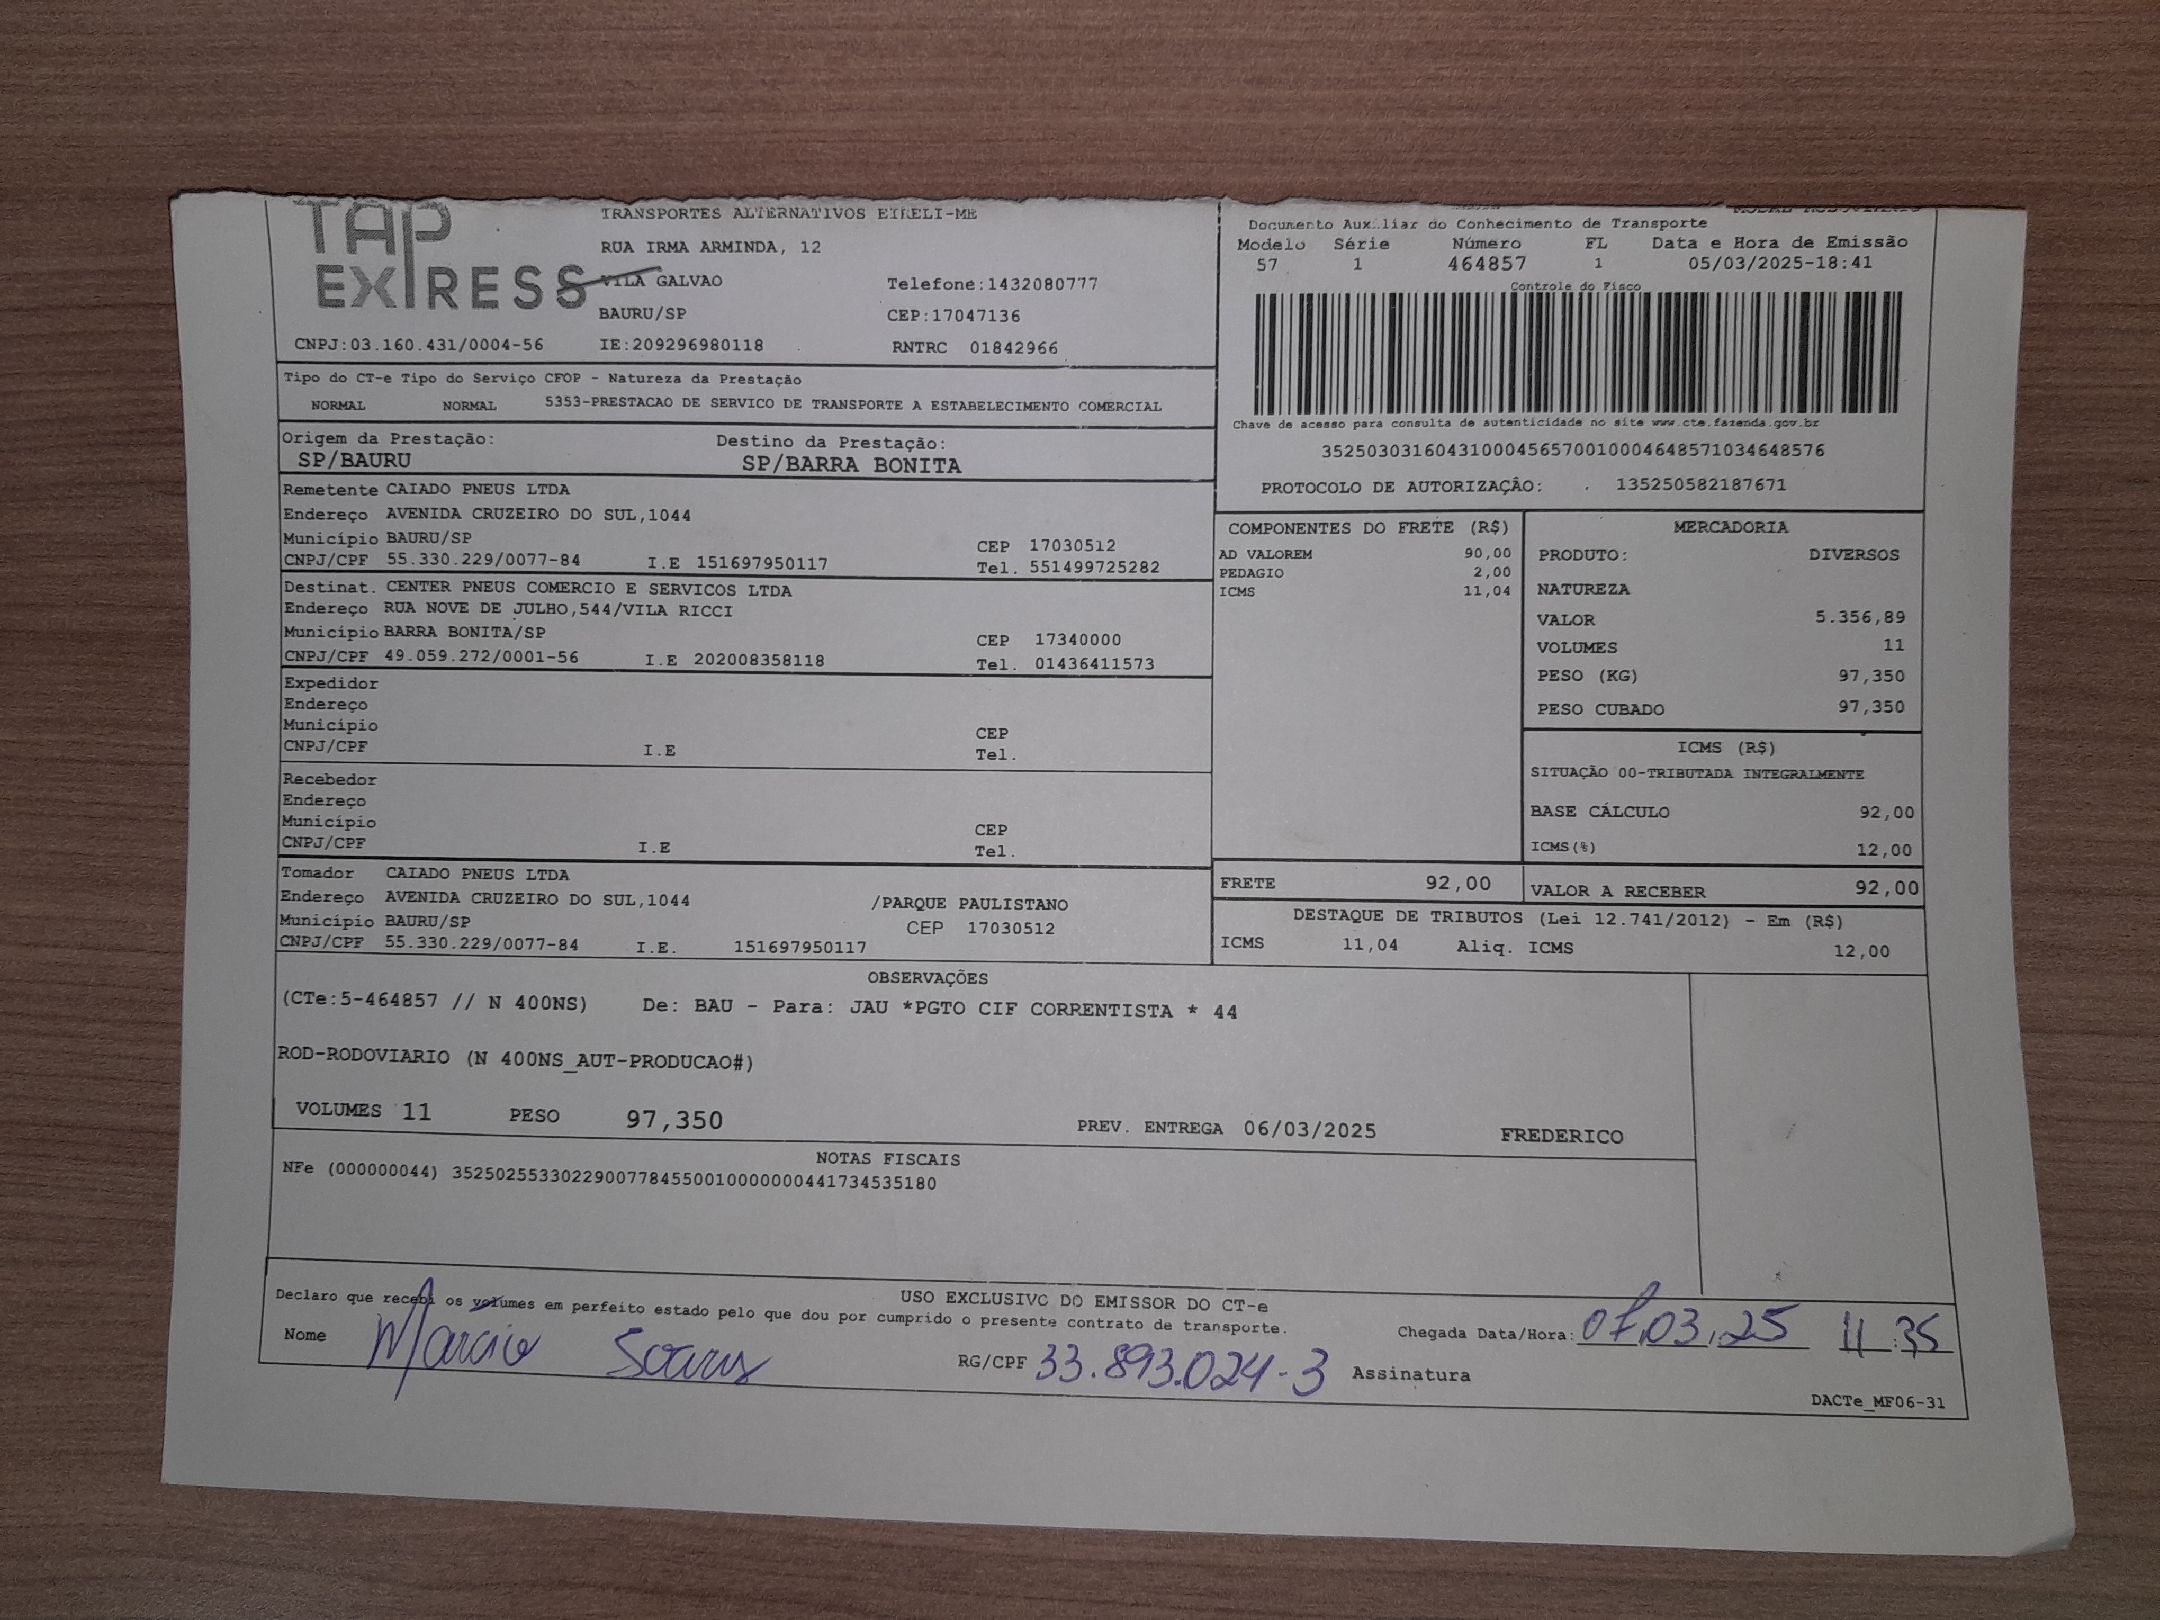 TAP
EXPRESS
TRANSPORTES ALTERNATIVOS EIRELI-ME
RUA IRMA ARMINDA, 12
VILA GALVAO Telefone:1432080777
BAURU/SP CEP:17047136
CNPJ:03.160.431/0004-56 IE:209296980118 RNTRC 01842966
Documento Auxiliar do Conhecimento de Transporte
Modelo Série Número FL Data e Hora de Emissão
57 1 464857 1 05/03/2025-18:41
Controle do Fisco
Chave de acesso para consulta de autenticidade no site www.cte.fazenda.gov.br
35250303160431000456570010004648571034648576
PROTOCOLO DE AUTORIZAÇÂO: 135250582187671
Tipo do CT-e Tipo do Serviço CFOP - Natureza da Prestação
NORMAL NORMAL 5353-PRESTACAO DE SERVICO DE TRANSPORTE A ESTABELECIMENTO COMERCIAL
Origem da Prestação: Destino da Prestação:
SP/BAURU SP/BARRA BONITA
Remetente CAIADO PNEUS LTDA
Endereço AVENIDA CRUZEIRO DO SUL,1044
Município BAURU/SP CEP 17030512
CNPJ/CPF 55.330.229/0077-84 I.E 151697950117 Tel. 551499725282
Destinat. CENTER PNEUS COMERCIO E SERVICOS LTDA
Endereço RUA NOVE DE JULHO,544/VILA RICCI
Município BARRA BONITA/SP CEP 17340000
CNPJ/CPF 49.059.272/0001-56 I.E 202008358118 Tel. 01436411573
Expedidor
Endereço
Município CEP
CNPJ/CPF I.E Tel.
Recebedor
Endereço
Município CEP
CNPJ/CPF I.E Tel.
Tomador CAIADO PNEUS LTDA
Endereço AVENIDA CRUZEIRO DO SUL,1044 /PARQUE PAULISTANO
Município BAURU/SP CEP 17030512
CNPJ/CPF 55.330.229/0077-84 I.E. 151697950117
COMPONENTES DO FRETE (R$)
AD VALOREM 90,00
PEDAGIO 2,00
ICMS 11,04
MERCADORIA
PRODUTO: DIVERSOS
NATUREZA
VALOR 5.356,89
VOLUMES 11
PESO (KG) 97,350
PESO CUBADO 97,350
ICMS (R$)
SITUAÇÃO 00-TRIBUTADA INTEGRALMENTE
BASE CÁLCULO 92,00
ICMS(%) 12,00
FRETE 92,00 VALOR A RECEBER 92,00
DESTAQUE DE TRIBUTOS (Lei 12.741/2012) - Em (R$)
ICMS 11,04 Aliq. ICMS 12,00
OBSERVAÇÕES
(CTe:5-464857 // N 400NS) De: BAU - Para: JAU *PGTO CIF CORRENTISTA * 44
ROD-RODOVIARIO (N 400NS_AUT-PRODUCAO#)
VOLUMES 11 PESO 97,350 PREV. ENTREGA 06/03/2025 FREDERICO
NOTAS FISCAIS
NFe (000000044) 35250255330229007784550010000000441734535180
USO EXCLUSIVO DO EMISSOR DO CT-e
Declaro que recebi os volumes em perfeito estado pelo que dou por cumprido o presente contrato de transporte.
Chegada Data/Hora: 07.03.25 11:35
Nome Marcio Soares RG/CPF 33.893.024-3 Assinatura
DACTe_MF06-31